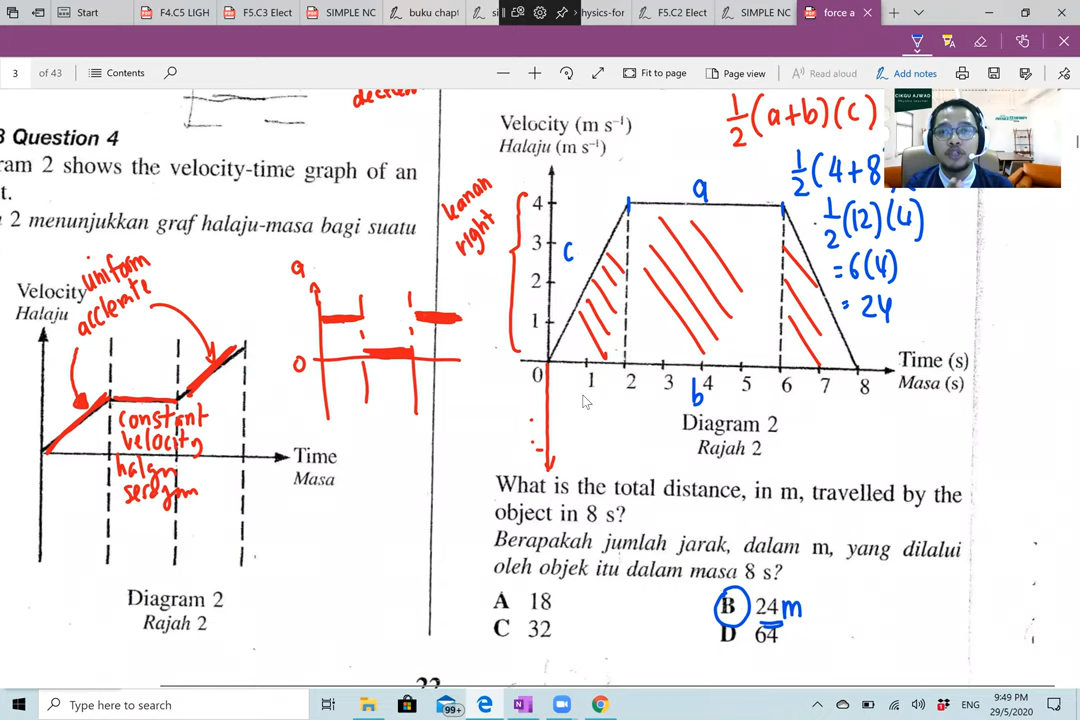 Start
F4.C5 LIGH
F5.C3 Elect
SIMPLE NC
buku chapt
si
hysics-for
F5.C2 Elect
SIMPLE NC
force a
3 of 43
Contents
Fit to page
Page view
Read aloud
Add notes
3 Question 4
ram 2 shows the velocity-time graph of an
t.
2 menunjukkan graf halaju-masa bagi suatu
Velocity
Halaju
uniform
acclerate
constant
velocity
Time
Masa
Diagram 2
Rajah 2
a
0
kanan
right
Velocity (m s⁻¹)
Halaju (m s⁻¹)
½(a+b)(c)
CIKGU AJWAD
½(4+8
½(12)(4)
=6(4)
= 24
a
c
b
4
3
2
1
0 1 2 3 4 5 6 7 8
Time (s)
Masa (s)
Diagram 2
Rajah 2
What is the total distance, in m, travelled by the
object in 8 s?
Berapakah jumlah jarak, dalam m, yang dilalui
oleh objek itu dalam masa 8 s?
A 18
B 24 m
C 32
D 64
22
Type here to search
99+
ENG
9:49 PM
29/5/2020